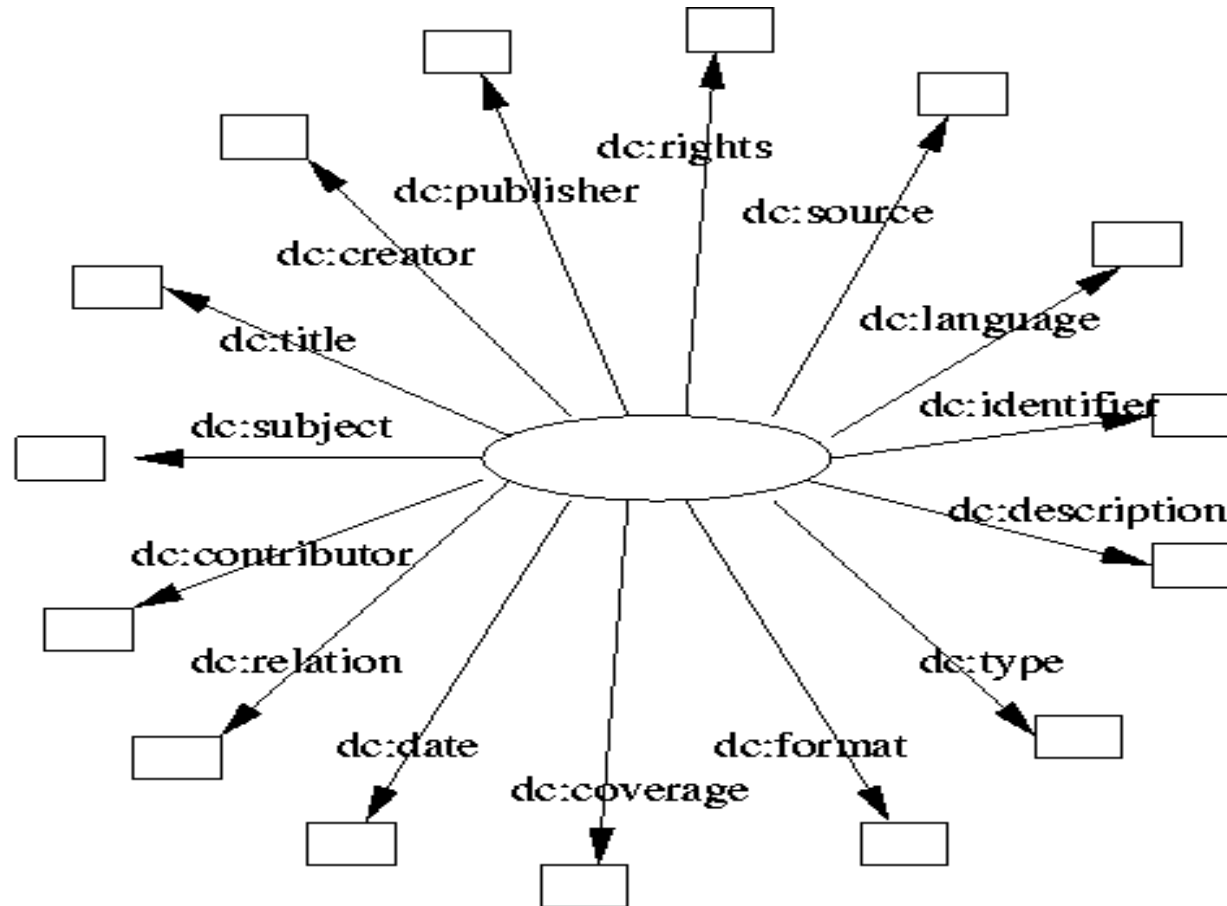 dc:rights
dc:publisher
dc:source
dc:creator
dc:language
dc:title
dc:identifier
dc:subject
dc:description
dc:contributor
dc:relation
dc:type
dc:date
dc:format
dc:coverage